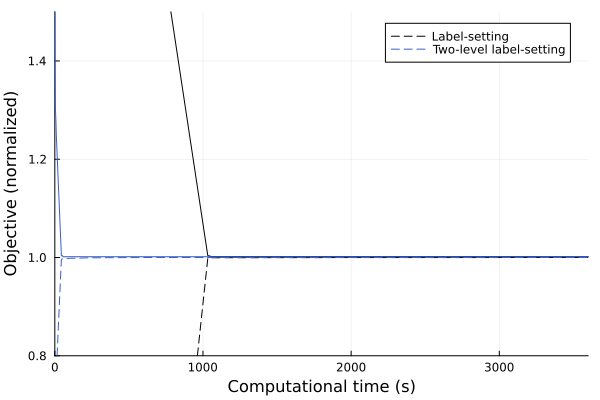 Label-setting
Two-level label-setting
Objective (normalized)
1.4
1.2
1.0
0.8
0
1000
2000
3000
Computational time (s)